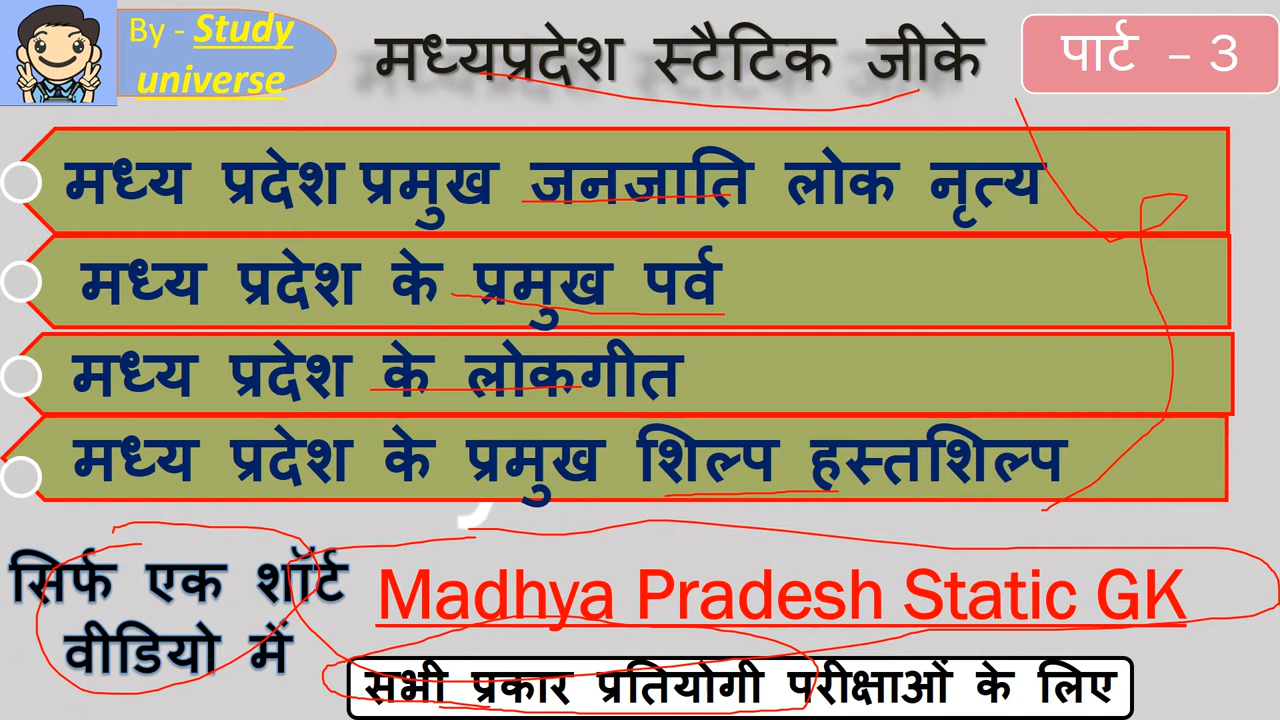 By - Study
universe
मध्यप्रदेश स्टैटिक जीके
पार्ट – 3
मध्य प्रदेश प्रमुख जनजाति लोक नृत्य
मध्य प्रदेश के प्रमुख पर्व
मध्य प्रदेश के लोकगीत
मध्य प्रदेश के प्रमुख शिल्प हस्तशिल्प
सिर्फ एक शॉर्ट
वीडियो में
Madhya Pradesh Static GK
सभी प्रकार प्रतियोगी परीक्षाओं के लिए